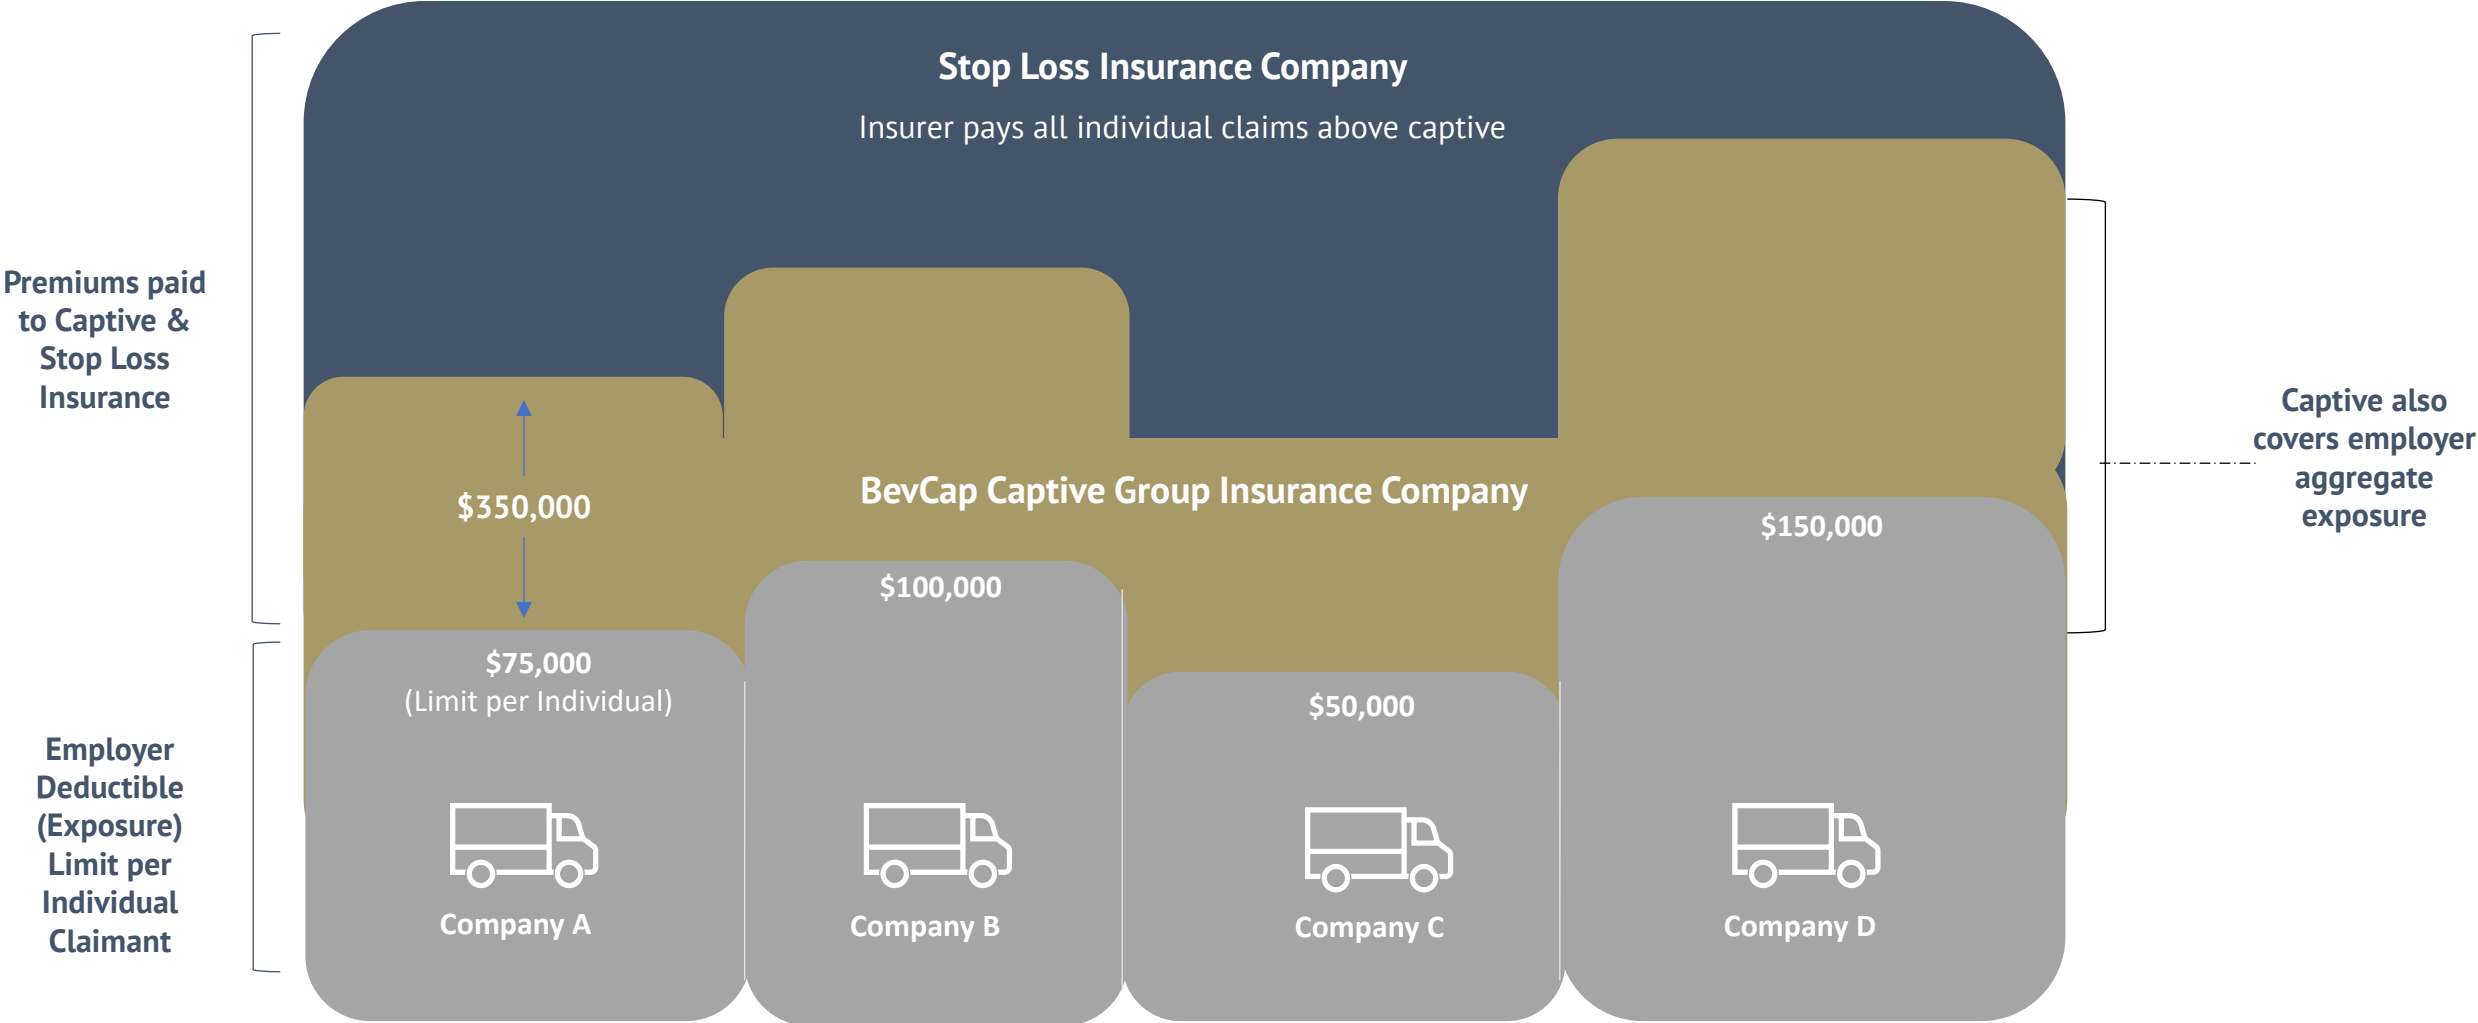 Stop Loss Insurance Company
Insurer pays all individual claims above captive
Premiums paid
to Captive &
Stop Loss
Insurance
Captive also
covers employer
aggregate
exposure
BevCap Captive Group Insurance Company
$350,000
$150,000
$100,000
$75,000
(Limit per Individual)
$50,000
Employer
Deductible
(Exposure)
Limit per
Individual
Claimant
Company A
Company B
Company C
Company D